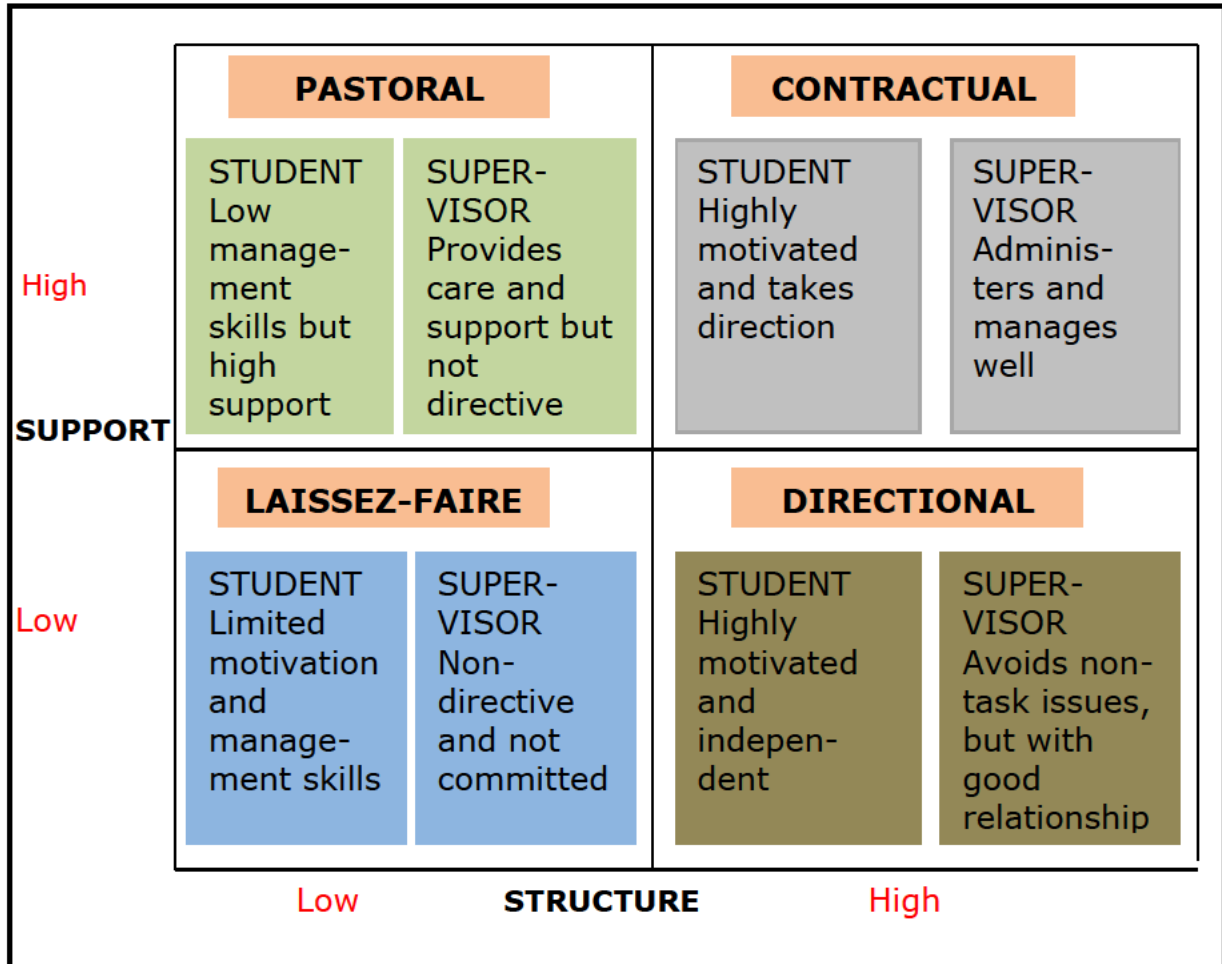 PASTORAL
STUDENT
Low
manage-
ment
skills but
high
support
SUPER-
VISOR
Provides
care and
support but
not
directive
CONTRACTUAL
STUDENT
Highly
motivated
and takes
direction
SUPER-
VISOR
Adminis-
ters and
manages
well
High
SUPPORT
LAISSEZ-FAIRE
STUDENT
Limited
motivation
and
manage-
ment skills
SUPER-
VISOR
Non-
directive
and not
committed
DIRECTIONAL
STUDENT
Highly
motivated
and
indepen-
dent
SUPER-
VISOR
Avoids non-
task issues,
but with
good
relationship
Low
Low
STRUCTURE
High